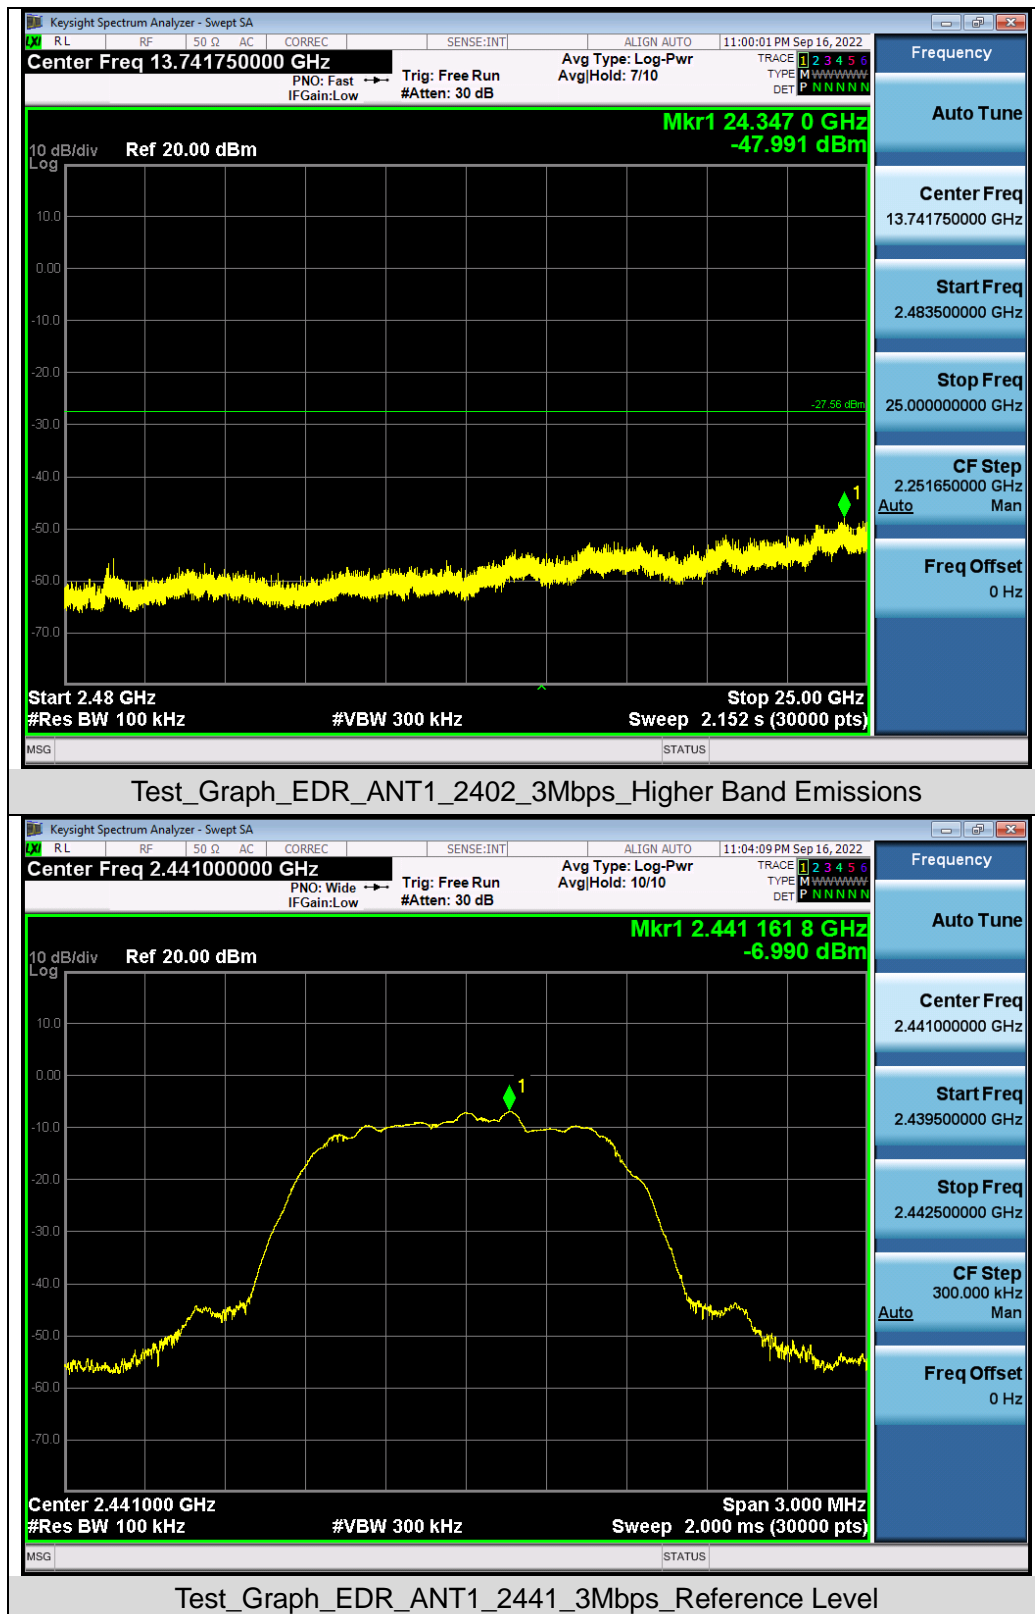 Keysight Spectrum Analyzer - Swept SA
LXI RL RF 50 Ω AC CORREC SENSE:INT ALIGN AUTO 11:00:01 PM Sep 16, 2022
Center Freq 13.741750000 GHz
PNO: Fast
IFGain:Low
Trig: Free Run
#Atten: 30 dB
Avg Type: Log-Pwr
Avg|Hold: 7/10
TRACE 1 2 3 4 5 6
TYPE M WWWWW
DET P N N N N N
Mkr1 24.347 0 GHz
-47.991 dBm
10 dB/div Ref 20.00 dBm
Log
10.0
0.00
-10.0
-20.0
-27.56 dBm
-30.0
-40.0
1
-50.0
-60.0
-70.0
Start 2.48 GHz Stop 25.00 GHz
#Res BW 100 kHz #VBW 300 kHz Sweep 2.152 s (30000 pts)
MSG STATUS
Frequency
Auto Tune
Center Freq
13.741750000 GHz
Start Freq
2.483500000 GHz
Stop Freq
25.000000000 GHz
CF Step
2.251650000 GHz
Auto Man
Freq Offset
0 Hz
Test_Graph_EDR_ANT1_2402_3Mbps_Higher Band Emissions
Keysight Spectrum Analyzer - Swept SA
LXI RL RF 50 Ω AC CORREC SENSE:INT ALIGN AUTO 11:04:09 PM Sep 16, 2022
Center Freq 2.441000000 GHz
PNO: Wide
IFGain:Low
Trig: Free Run
#Atten: 30 dB
Avg Type: Log-Pwr
Avg|Hold: 10/10
TRACE 1 2 3 4 5 6
TYPE M WWWWW
DET P N N N N N
Mkr1 2.441 161 8 GHz
-6.990 dBm
10 dB/div Ref 20.00 dBm
Log
10.0
0.00
1
-10.0
-20.0
-30.0
-40.0
-50.0
-60.0
-70.0
Center 2.441000 GHz Span 3.000 MHz
#Res BW 100 kHz #VBW 300 kHz Sweep 2.000 ms (30000 pts)
MSG STATUS
Frequency
Auto Tune
Center Freq
2.441000000 GHz
Start Freq
2.439500000 GHz
Stop Freq
2.442500000 GHz
CF Step
300.000 kHz
Auto Man
Freq Offset
0 Hz
Test_Graph_EDR_ANT1_2441_3Mbps_Reference Level